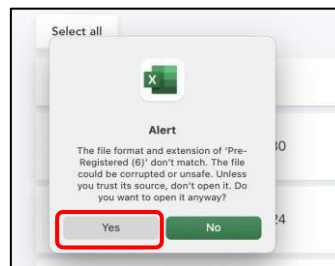 Select all
Alert
The file format and extension of 'Pre-
Registered (6)' don't match. The file
could be corrupted or unsafe. Unless
you trust its source, don't open it. Do
you want to open it anyway?
30
24
Yes
No